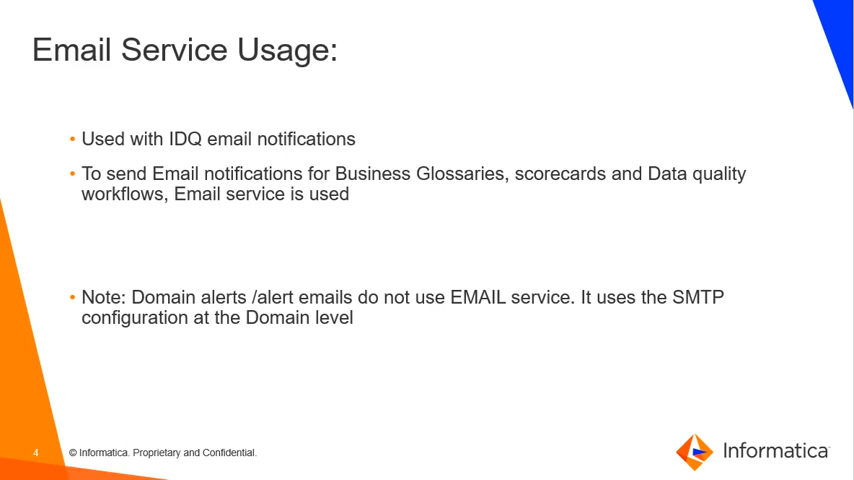 Email Service Usage:
• Used with IDQ email notifications
• To send Email notifications for Business Glossaries, scorecards and Data quality
workflows, Email service is used
• Note: Domain alerts /alert emails do not use EMAIL service. It uses the SMTP
configuration at the Domain level
4
© Informatica. Proprietary and Confidential.
Informatica